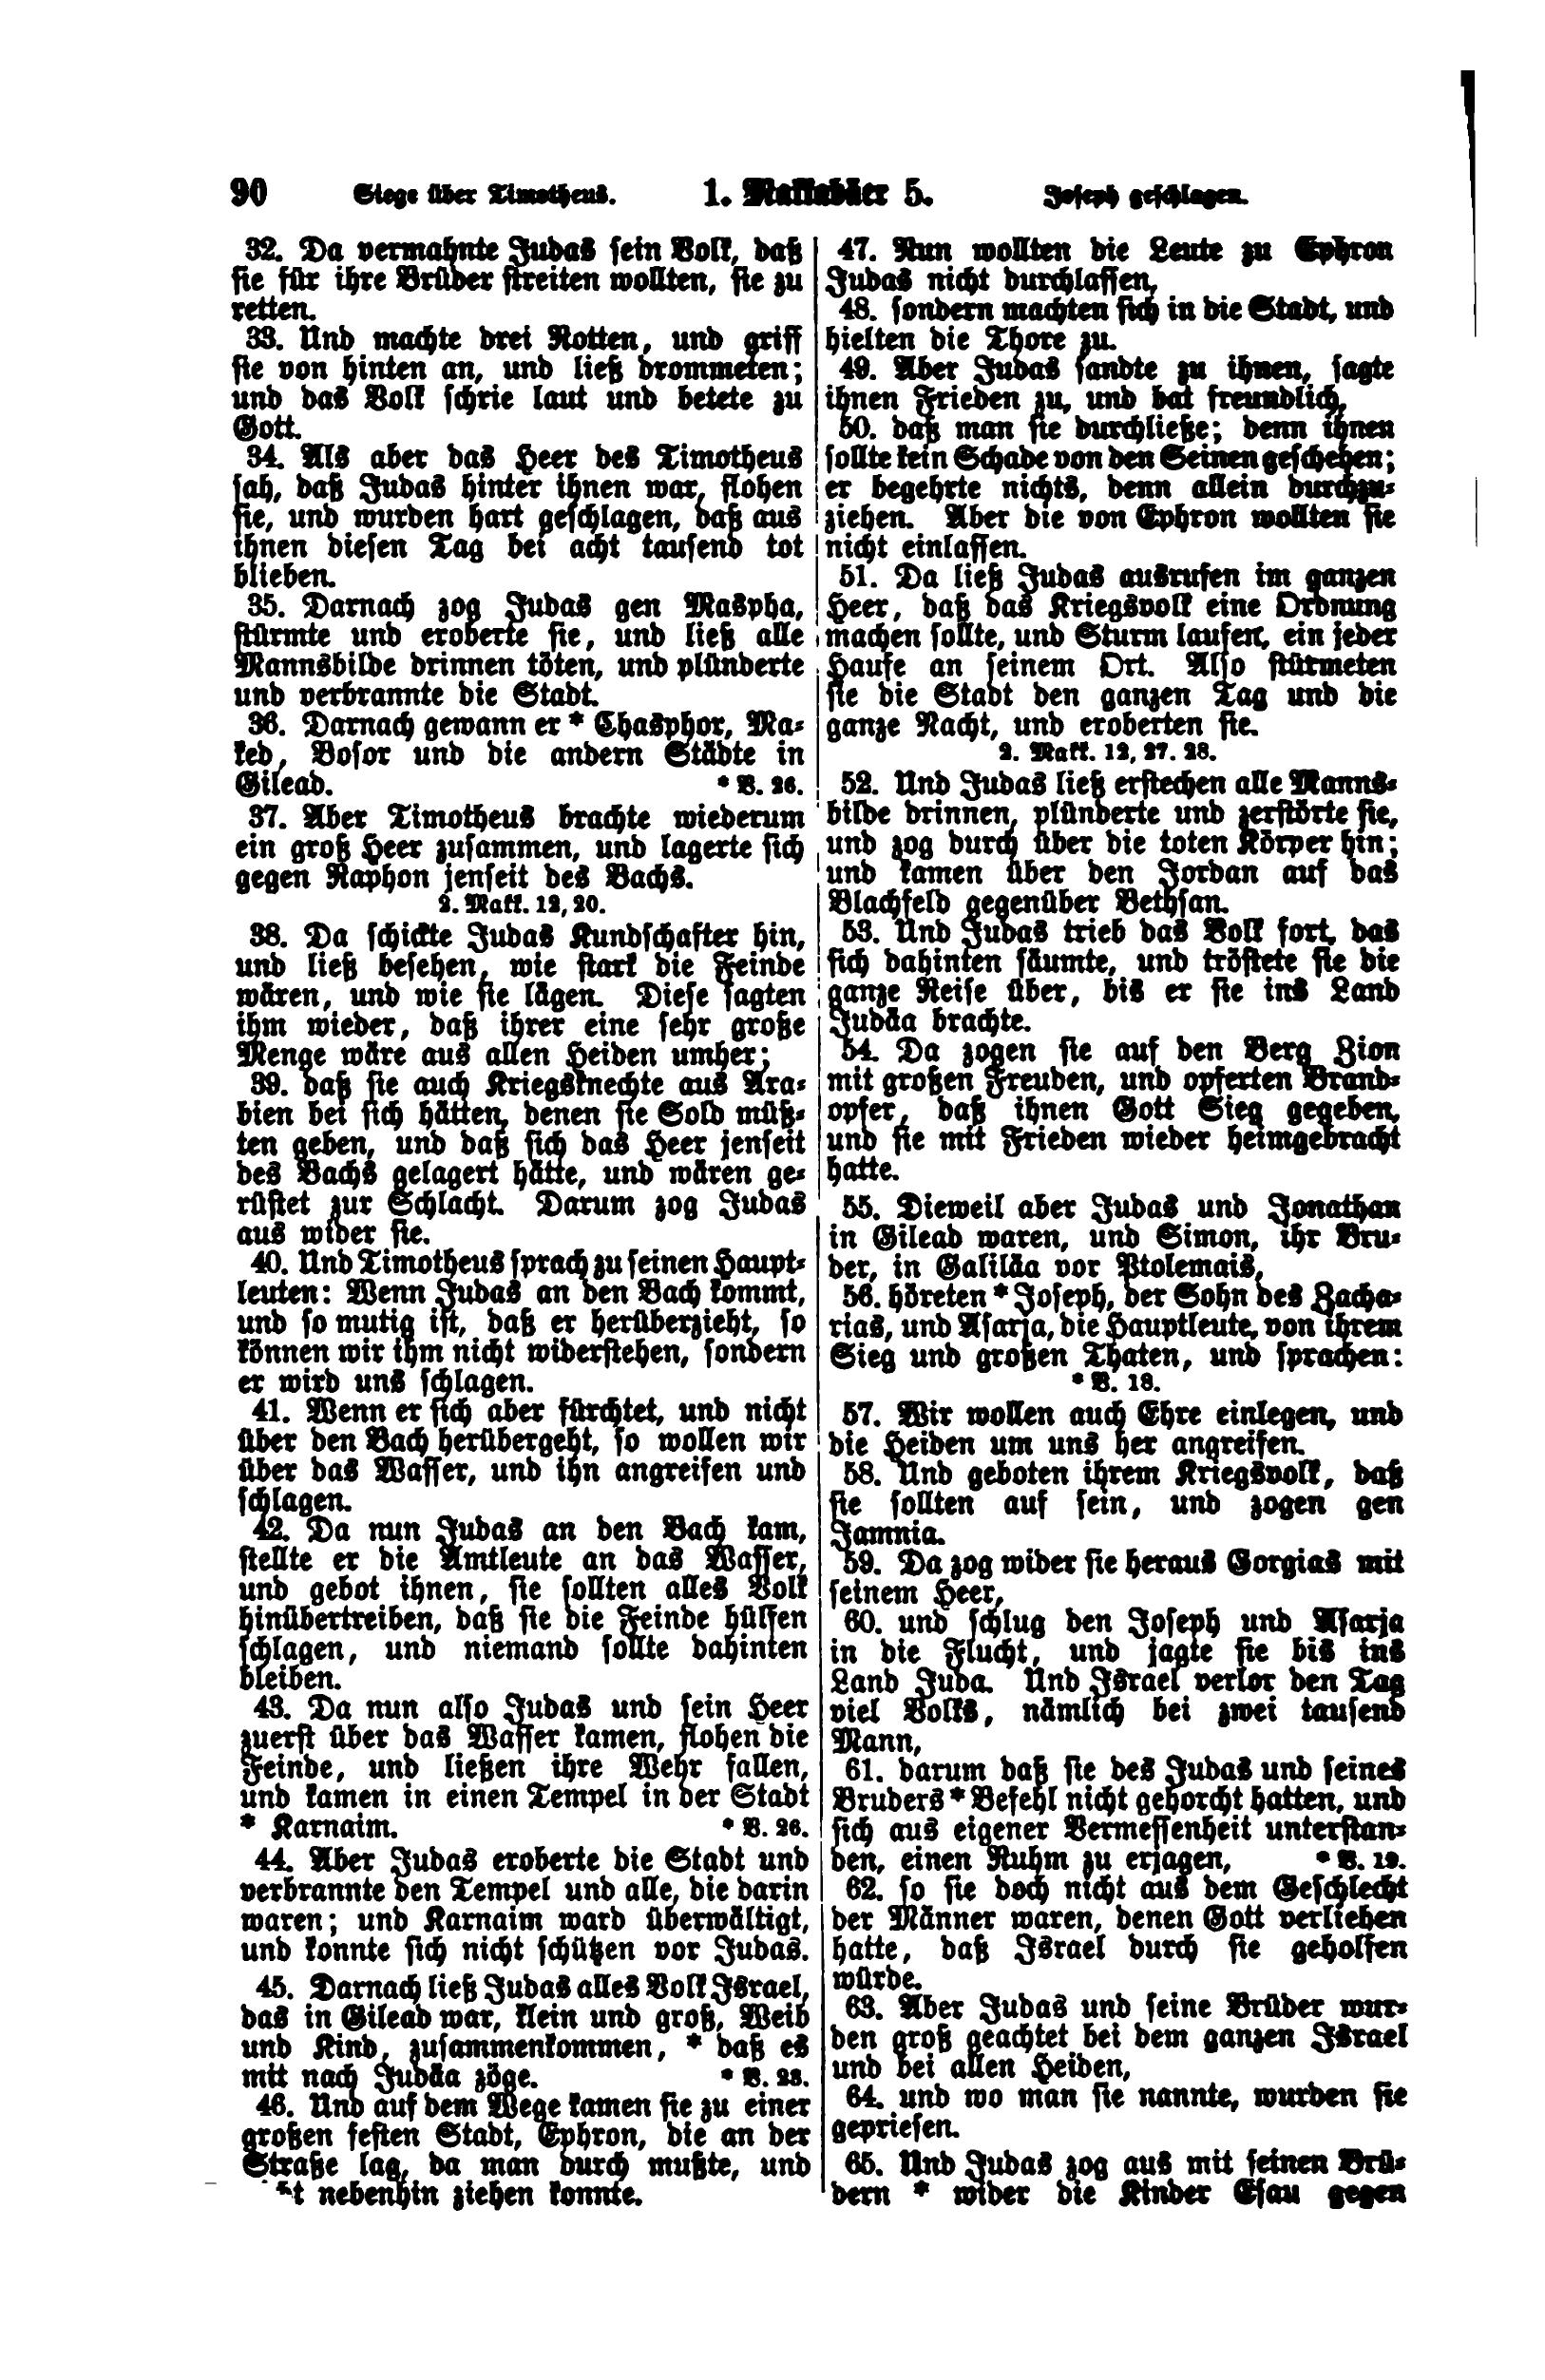 90 Siege über Timotheus. 1. Makkabäer 5. Joseph geschlagen.
32. Da vermahnte Judas sein Volk, daß
sie für ihre Brüder streiten wollten, sie zu
retten.
33. Und machte drei Rotten, und griff
sie von hinten an, und ließ drommeten;
und das Volk schrie laut und betete zu
Gott.
34. Als aber das Heer des Timotheus
sah, daß Judas hinter ihnen war, flohen
sie, und wurden hart geschlagen, daß aus
ihnen diesen Tag bei acht tausend tot
blieben.
35. Darnach zog Judas gen Maspha,
stürmte und eroberte sie, und ließ alle
Mannsbilde drinnen töten, und plünderte
und verbrannte die Stadt.
36. Darnach gewann er * Chasphor, Ma-
ked, Bosor und die andern Städte in
Gilead. * V. 26.
37. Aber Timotheus brachte wiederum
ein groß Heer zusammen, und lagerte sich
gegen Raphon jenseit des Bachs.
2. Makk. 12, 20.
38. Da schickte Judas Kundschafter hin,
und ließ besehen, wie stark die Feinde
wären, und wie sie lägen. Diese sagten
ihm wieder, daß ihrer eine sehr große
Menge wäre aus allen Heiden umher;
39. daß sie auch Kriegsknechte aus Ara-
bien bei sich hätten, denen sie Sold müß-
ten geben, und daß sich das Heer jenseit
des Bachs gelagert hätte, und wären ge-
rüstet zur Schlacht. Darum zog Judas
aus wider sie.
40. Und Timotheus sprach zu seinen Haupt-
leuten: Wenn Judas an den Bach kommt,
und so mutig ist, daß er herüberzieht, so
können wir ihm nicht widerstehen, sondern
er wird uns schlagen.
41. Wenn er sich aber fürchtet, und nicht
über den Bach herübergeht, so wollen wir
über das Wasser, und ihn angreifen und
schlagen.
42. Da nun Judas an den Bach kam,
stellte er die Amtleute an das Wasser,
und gebot ihnen, sie sollten alles Volk
hinübertreiben, daß sie die Feinde hülfen
schlagen, und niemand sollte dahinten
bleiben.
43. Da nun also Judas und sein Heer
zuerst über das Wasser kamen, flohen die
Feinde, und ließen ihre Wehr fallen,
und kamen in einen Tempel in der Stadt
* Karnaim. * V. 26.
44. Aber Judas eroberte die Stadt und
verbrannte den Tempel und alle, die darin
waren; und Karnaim ward überwältigt,
und konnte sich nicht schützen vor Judas.
45. Darnach ließ Judas alles Volk Israel,
das in Gilead war, klein und groß, Weib
und Kind, zusammenkommen, * daß es
mit nach Judäa zöge. * V. 23.
46. Und auf dem Wege kamen sie zu einer
großen festen Stadt, Ephron, die an der
Straße lag, da man durch mußte, und
nebenhin ziehen konnte.
47. Nun wollten die Leute zu Ephron
Judas nicht durchlassen,
48. sondern machten sich in die Stadt, und
hielten die Thore zu.
49. Aber Judas sandte zu ihnen, sagte
ihnen Frieden zu, und bat freundlich,
50. daß man sie durchließe; denn ihnen
sollte kein Schade von den Seinen geschehen;
er begehrte nichts, denn allein durchzu-
ziehen. Aber die von Ephron wollten sie
nicht einlassen.
51. Da ließ Judas ausrufen im ganzen
Heer, daß das Kriegsvolk eine Ordnung
machen sollte, und Sturm laufen, ein jeder
Haufe an seinem Ort. Also stürmeten
sie die Stadt den ganzen Tag und die
ganze Nacht, und eroberten sie.
2. Makk. 12, 27. 28.
52. Und Judas ließ erstechen alle Manns-
bilde drinnen, plünderte und zerstörte sie,
und zog durch über die toten Körper hin;
und kamen über den Jordan auf das
Blachfeld gegenüber Bethsan.
53. Und Judas trieb das Volk fort, das
sich dahinten säumte, und tröstete sie die
ganze Reise über, bis er sie ins Land
Judäa brachte.
54. Da zogen sie auf den Berg Zion
mit großen Freuden, und opferten Brand-
opfer, daß ihnen Gott Sieg gegeben,
und sie mit Frieden wieder heimgebracht
hatte.
55. Dieweil aber Judas und Jonathan
in Gilead waren, und Simon, ihr Bru-
der, in Galiläa vor Ptolemais,
56. höreten * Joseph, der Sohn des Zacha-
rias, und Asarja, die Hauptleute, von ihrem
Sieg und großen Thaten, und sprachen:
* V. 18.
57. Wir wollen auch Ehre einlegen, und
die Heiden um uns her angreifen.
58. Und geboten ihrem Kriegsvolk, daß
sie sollten auf sein, und zogen gen
Jamnia.
59. Da zog wider sie heraus Gorgias mit
seinem Heer,
60. und schlug den Joseph und Asarja
in die Flucht, und jagte sie bis ins
Land Juda. Und Israel verlor den Tag
viel Volks, nämlich bei zwei tausend
Mann,
61. darum daß sie des Judas und seines
Bruders * Befehl nicht gehorcht hatten, und
sich aus eigener Vermessenheit unterstan-
den, einen Ruhm zu erjagen, * V. 19.
62. so sie doch nicht aus dem Geschlecht
der Männer waren, denen Gott verliehen
hatte, daß Israel durch sie geholfen
würde.
63. Aber Judas und seine Brüder wur-
den groß geachtet bei dem ganzen Israel
und bei allen Heiden,
64. und wo man sie nannte, wurden sie
gepriesen.
65. Und Judas zog aus mit seinen Brü-
dern * wider die Kinder Esau gegen